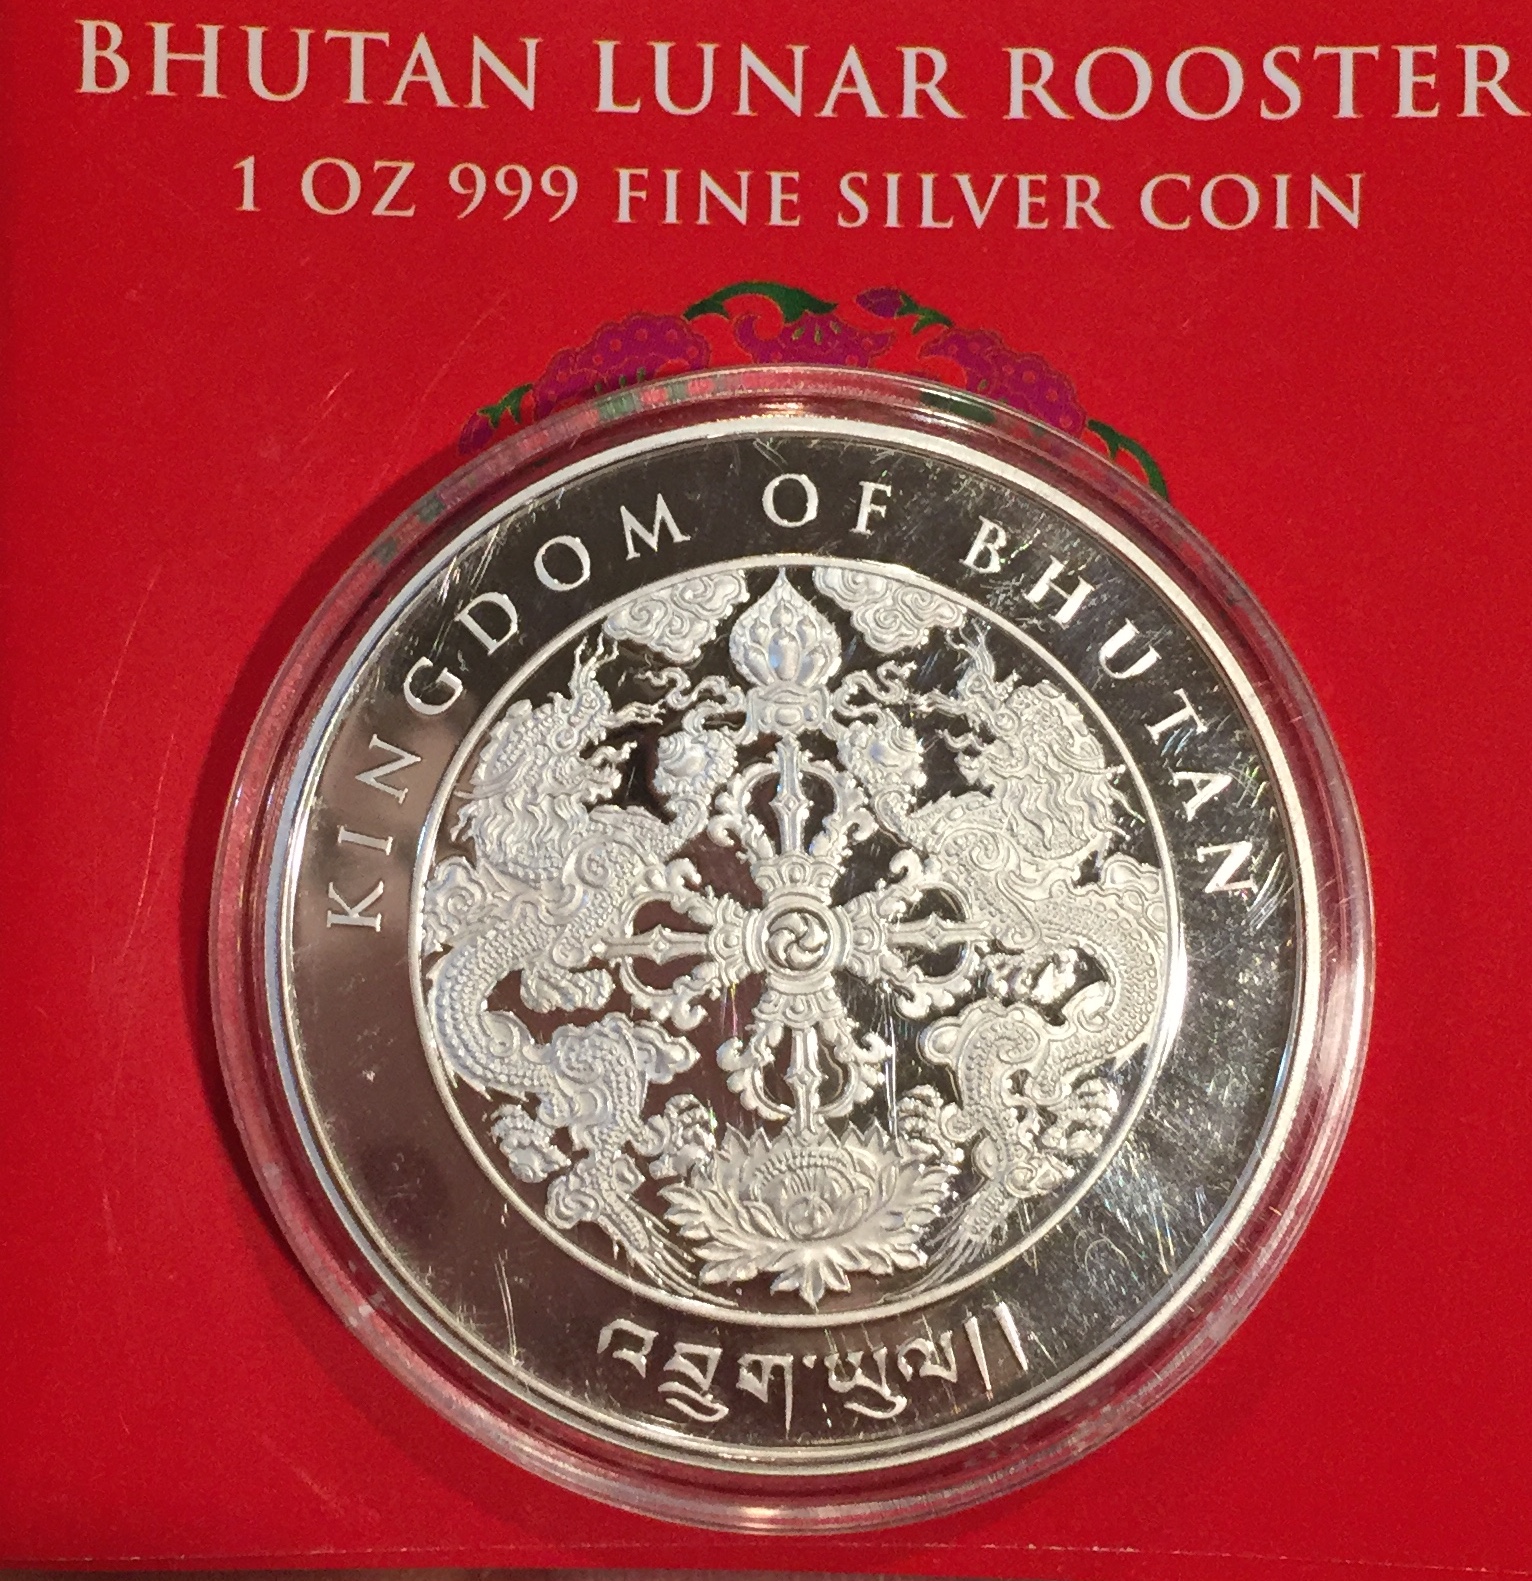 BHUTAN LUNAR ROOSTER
1 OZ 999 FINE SILVER COIN
KINGDOM OF BHUTAN
འབྲུག་ཡུལ།།